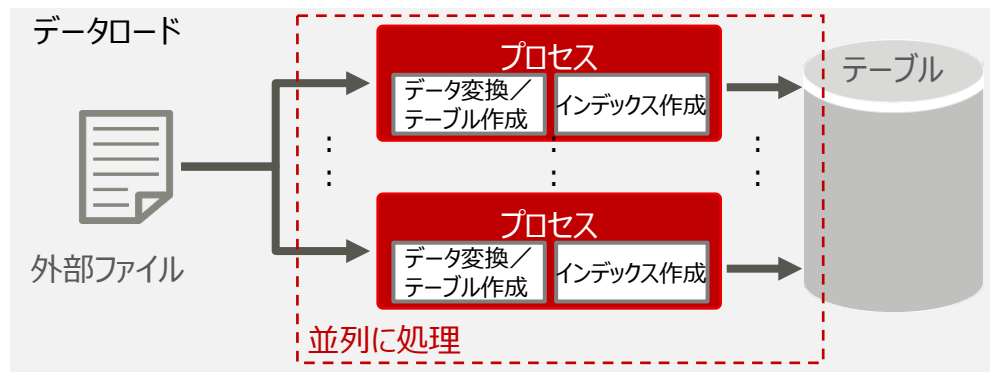 データロード
プロセス
データ変換／
テーブル作成
インデックス作成
テーブル
:
:
:
:
:
:
外部ファイル
プロセス
データ変換／
テーブル作成
インデックス作成
並列に処理